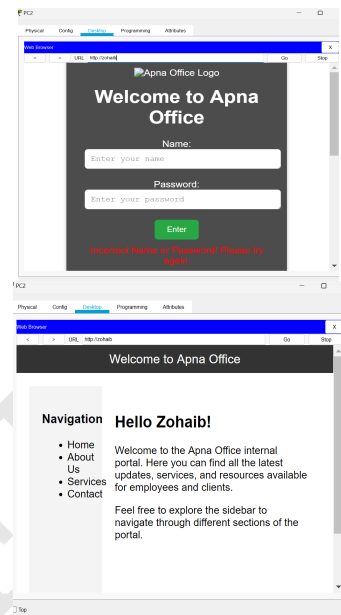 PC2
Physical Config Desktop Programming Attributes
Web Browser X
< > URL http://zohaib Go Stop
Apna Office Logo
Welcome to Apna
Office
Name:
Enter your name
Password:
Enter your password
Enter
Incorrect Name or Password! Please try
again.
PC2
Physical Config Desktop Programming Attributes
Web Browser X
< > URL http://zohaib Go Stop
Welcome to Apna Office
Navigation
• Home
• About
Us
• Services
• Contact
Hello Zohaib!
Welcome to the Apna Office internal
portal. Here you can find all the latest
updates, services, and resources available
for employees and clients.
Feel free to explore the sidebar to
navigate through different sections of the
portal.
Top